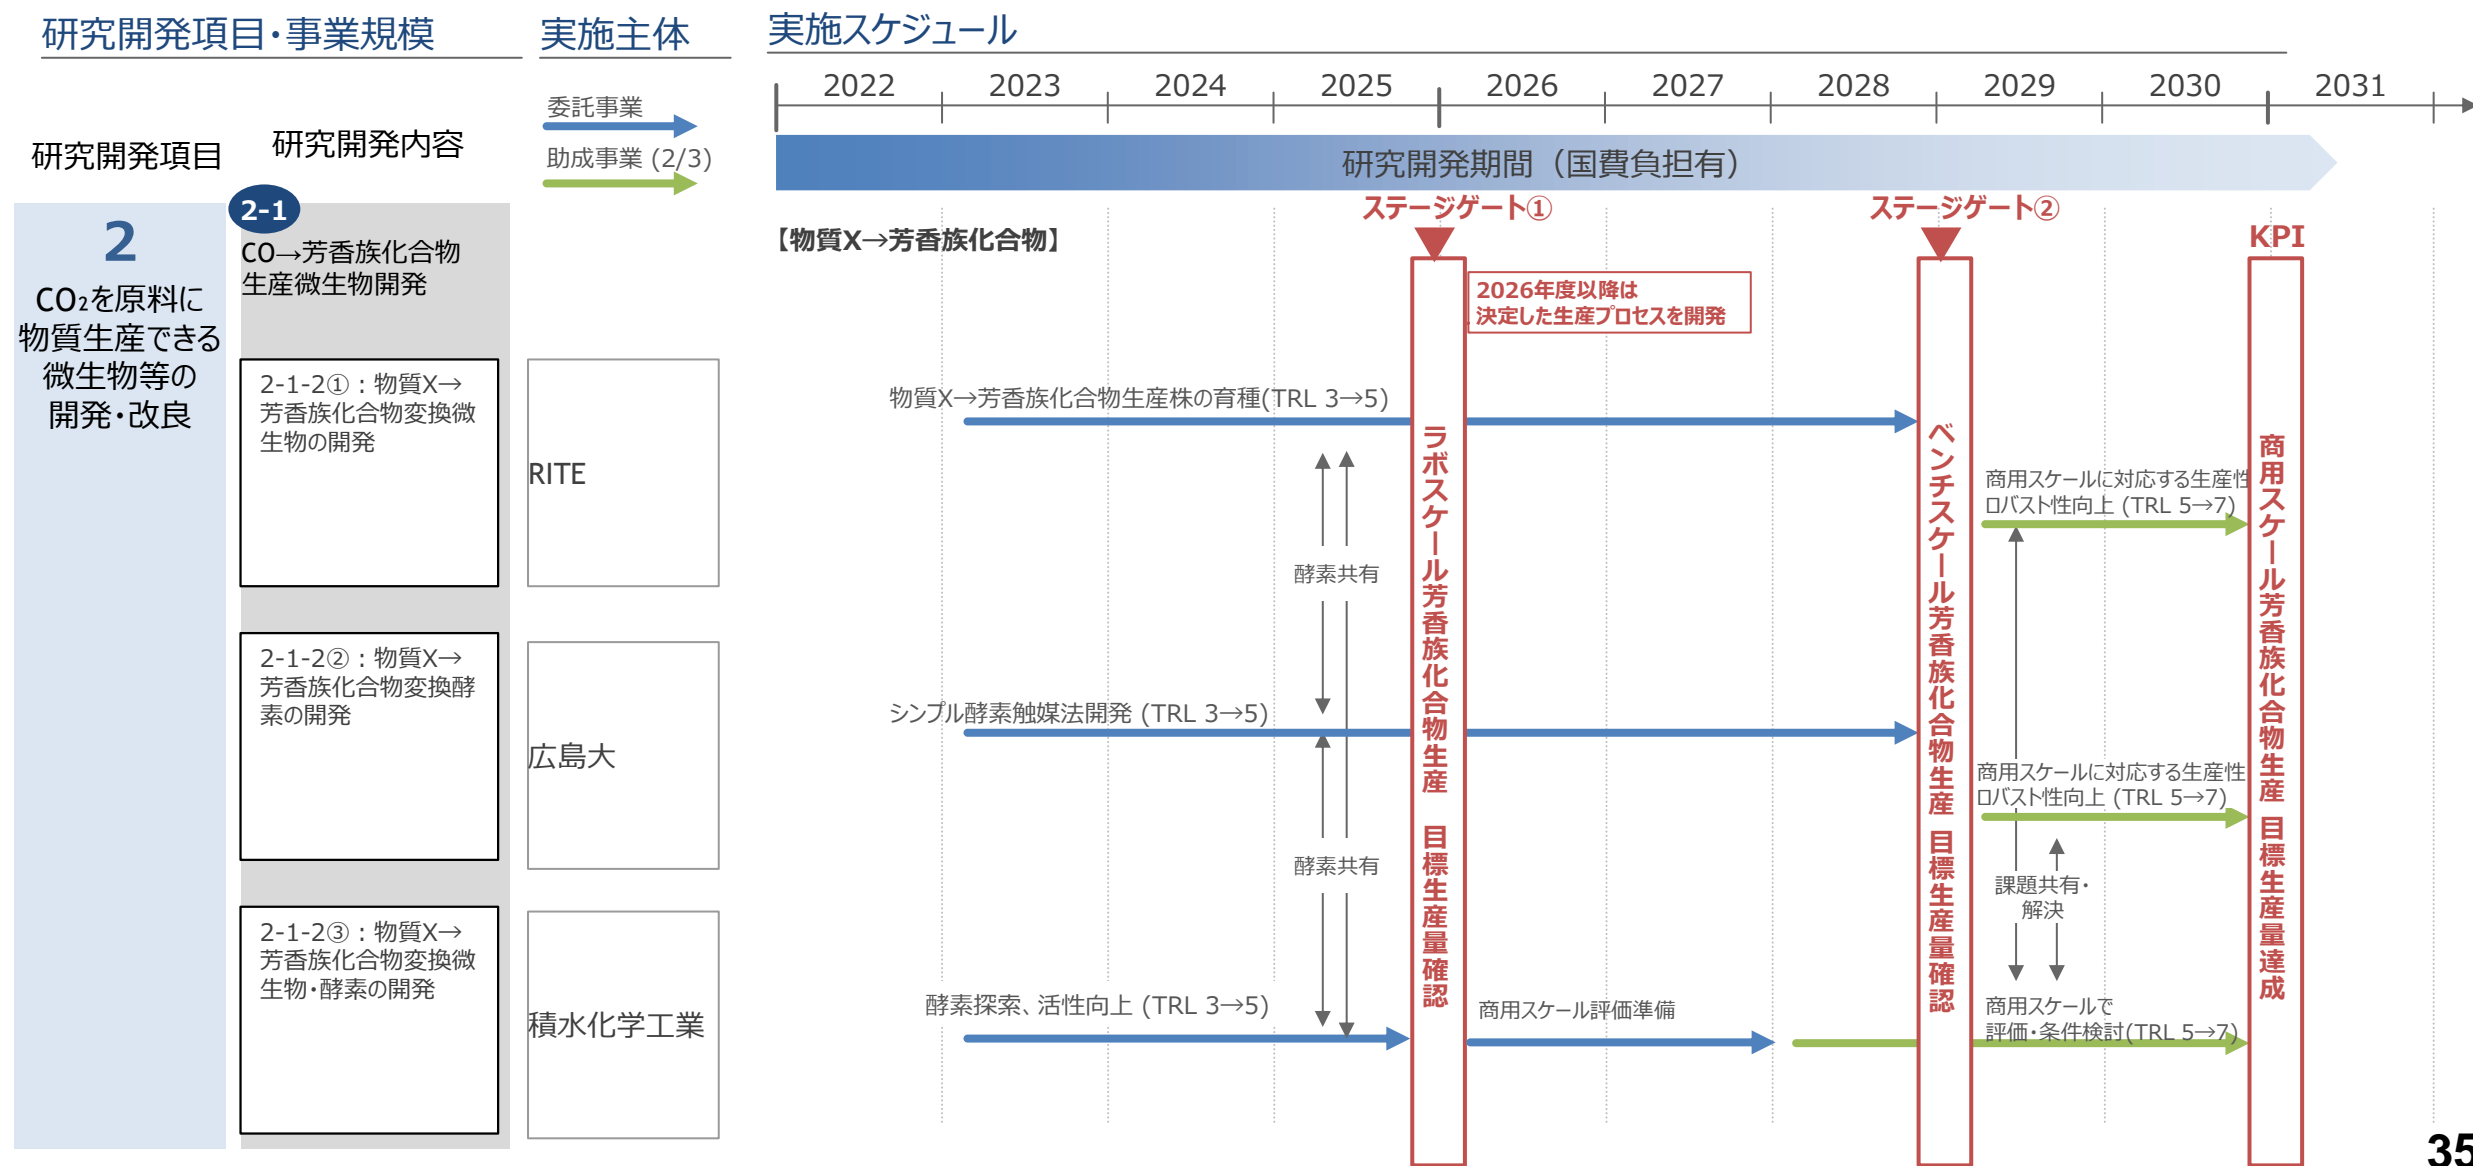 研究開発項目・事業規模
実施主体
実施スケジュール
2022
2023
2024
2025
2026
2027
2028
2029
2030
2031
委託事業
助成事業 (2/3)
研究開発項目
研究開発内容
研究開発期間（国費負担有）
ステージゲート①
ステージゲート②
KPI
【物質X→芳香族化合物】
2026年度以降は
決定した生産プロセスを開発
2
CO₂を原料に
物質生産できる
微生物等の
開発・改良
2-1
CO→芳香族化合物
生産微生物開発
2-1-2①：物質X→
芳香族化合物変換微
生物の開発
RITE
物質X→芳香族化合物生産株の育種(TRL 3→5)
商用スケールに対応する生産性
ロバスト性向上 (TRL 5→7)
酵素共有
2-1-2②：物質X→
芳香族化合物変換酵
素の開発
広島大
シンプル酵素触媒法開発 (TRL 3→5)
商用スケールに対応する生産性
ロバスト性向上 (TRL 5→7)
酵素共有
課題共有・
解決
2-1-2③：物質X→
芳香族化合物変換微
生物・酵素の開発
積水化学工業
酵素探索、活性向上 (TRL 3→5)
商用スケール評価準備
商用スケールで
評価・条件検討(TRL 5→7)
ラボスケール芳香族化合物生産　目標生産量確認
ベンチスケール芳香族化合物生産 目標生産量確認
商用スケール芳香族化合物生産 目標生産量達成
35